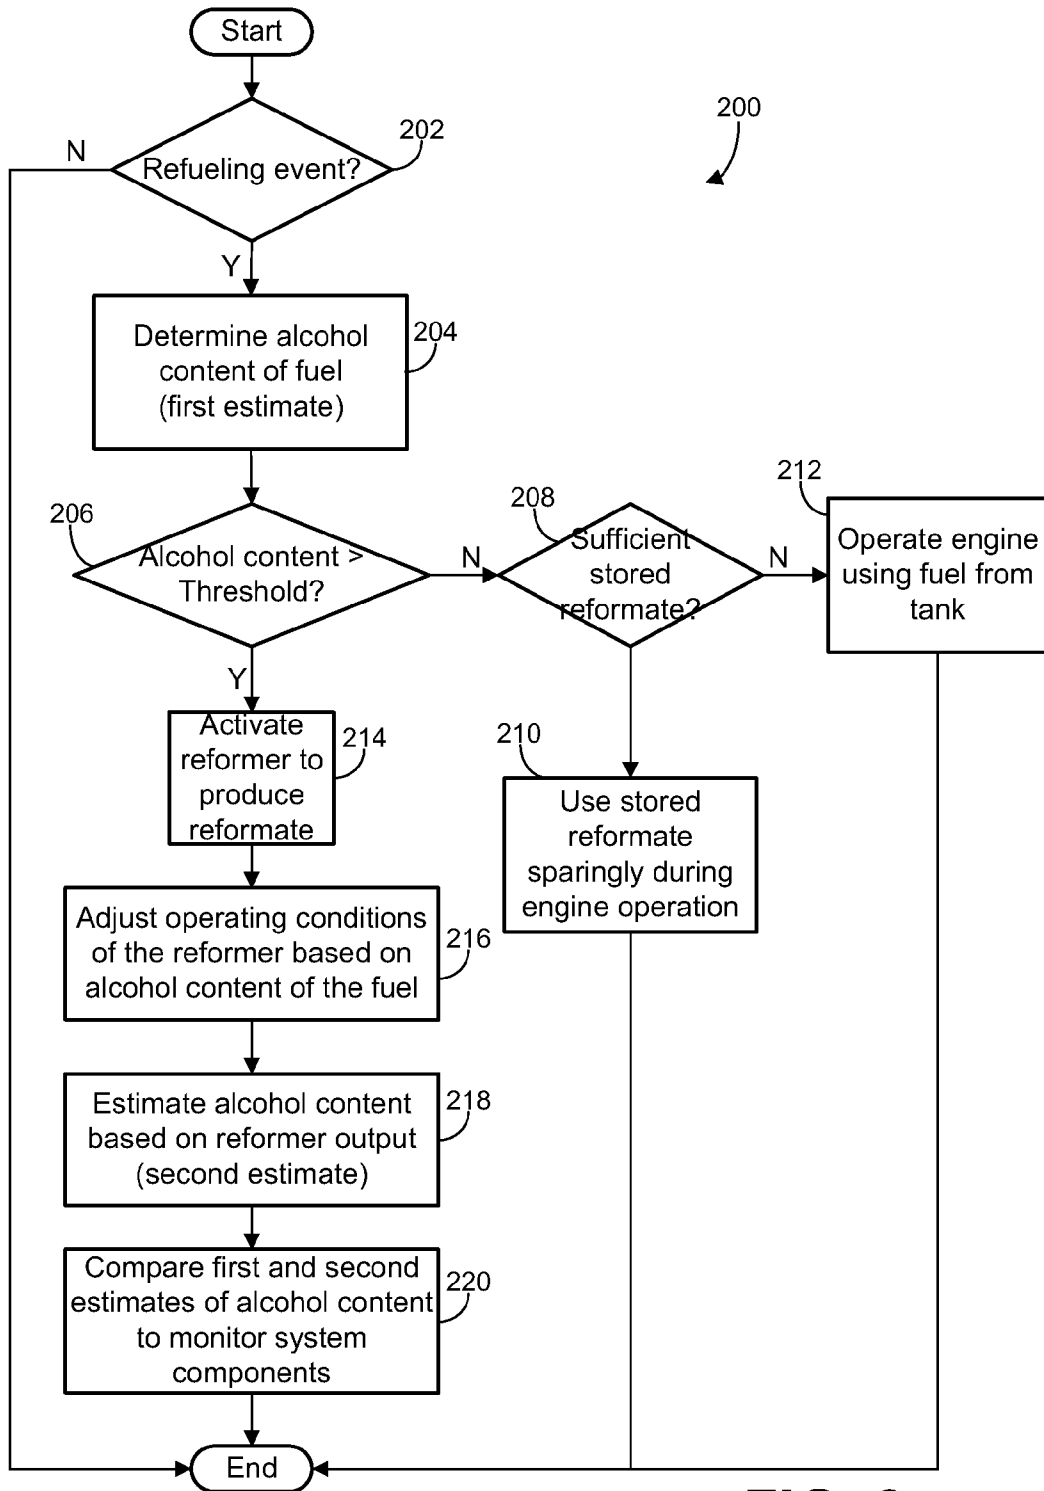 Start
200
202
N
Refueling event?
Y
Determine alcohol
content of fuel
(first estimate)
204
206
Alcohol content >
Threshold?
N
208
Sufficient
stored
reformate?
N
212
Operate engine
using fuel from
tank
Y
Activate
reformer to
produce
reformate
214
210
Use stored
reformate
sparingly during
engine operation
Adjust operating conditions
of the reformer based on
alcohol content of the fuel
216
Estimate alcohol content
based on reformer output
(second estimate)
218
Compare first and second
estimates of alcohol content
to monitor system
components
220
End